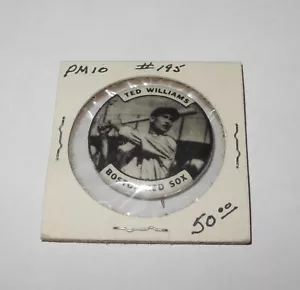 PM10 #195
TED WILLIAMS
BOSTON RED SOX
50.00